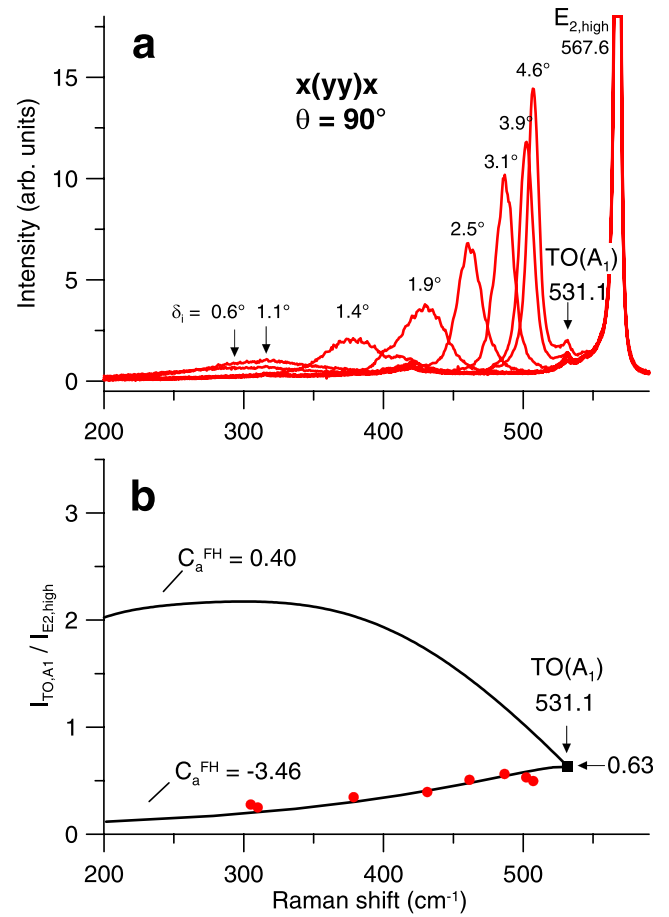 a
x(yy)x
θ = 90°
E2,high
567.6
4.6°
3.9°
3.1°
2.5°
1.9°
1.4°
δi = 0.6° 1.1°
TO(A1)
531.1
Intensity (arb. units)
15
10
5
0
200 300 400 500
b
CaFH = 0.40
CaFH = -3.46
TO(A1)
531.1
0.63
ITO,A1 / IE2,high
3
2
1
0
200 300 400 500
Raman shift (cm-1)